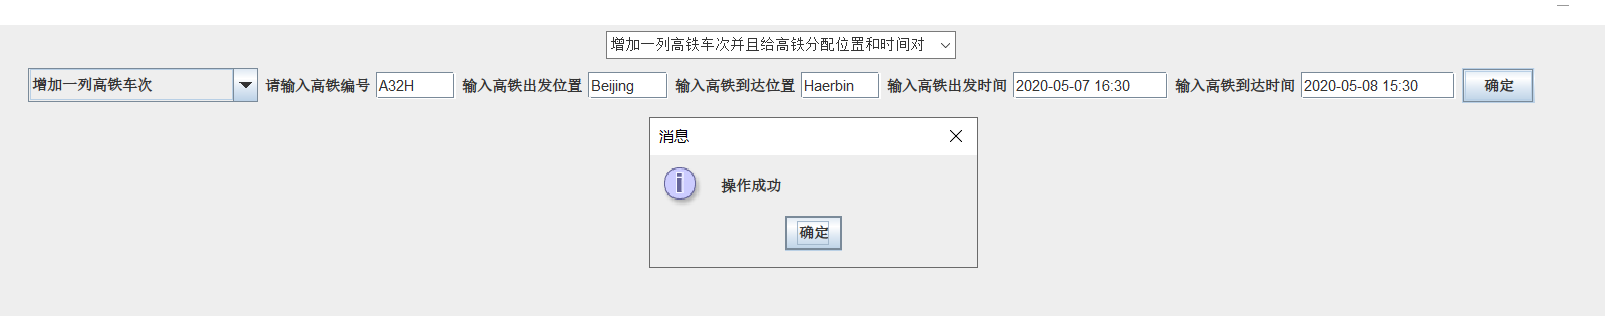 增加一列高铁车次并且给高铁分配位置和时间对
增加一列高铁车次 请输入高铁编号 A32H 输入高铁出发位置 Beijing 输入高铁到达位置 Haerbin 输入高铁出发时间 2020-05-07 16:30 输入高铁到达时间 2020-05-08 15:30 确定
消息
操作成功
确定